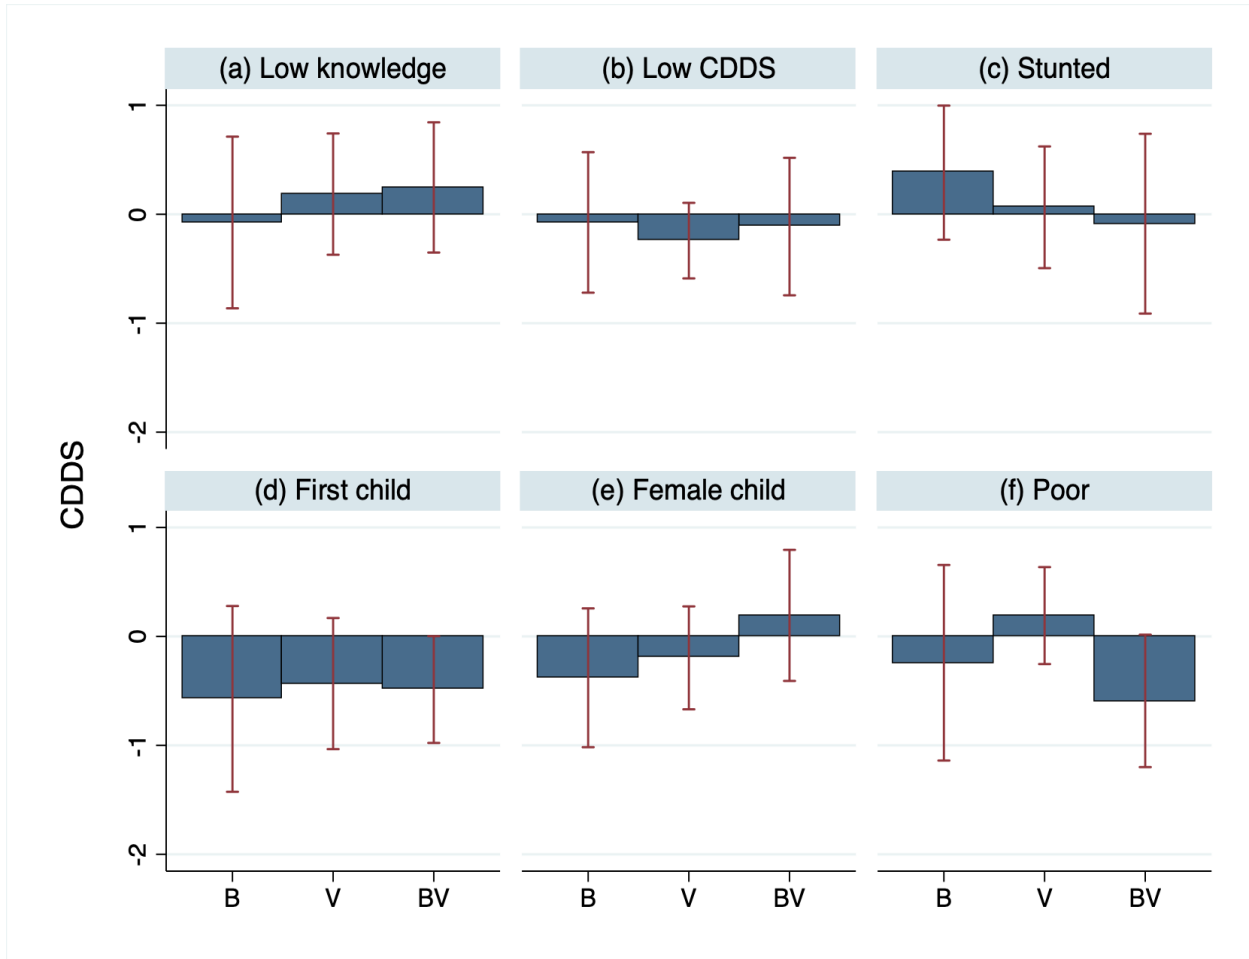 (a) Low knowledge
(b) Low CDDS
(c) Stunted
1
0
-1
-2
CDDS
(d) First child
(e) Female child
(f) Poor
1
0
-1
-2
B V BV
B V BV
B V BV